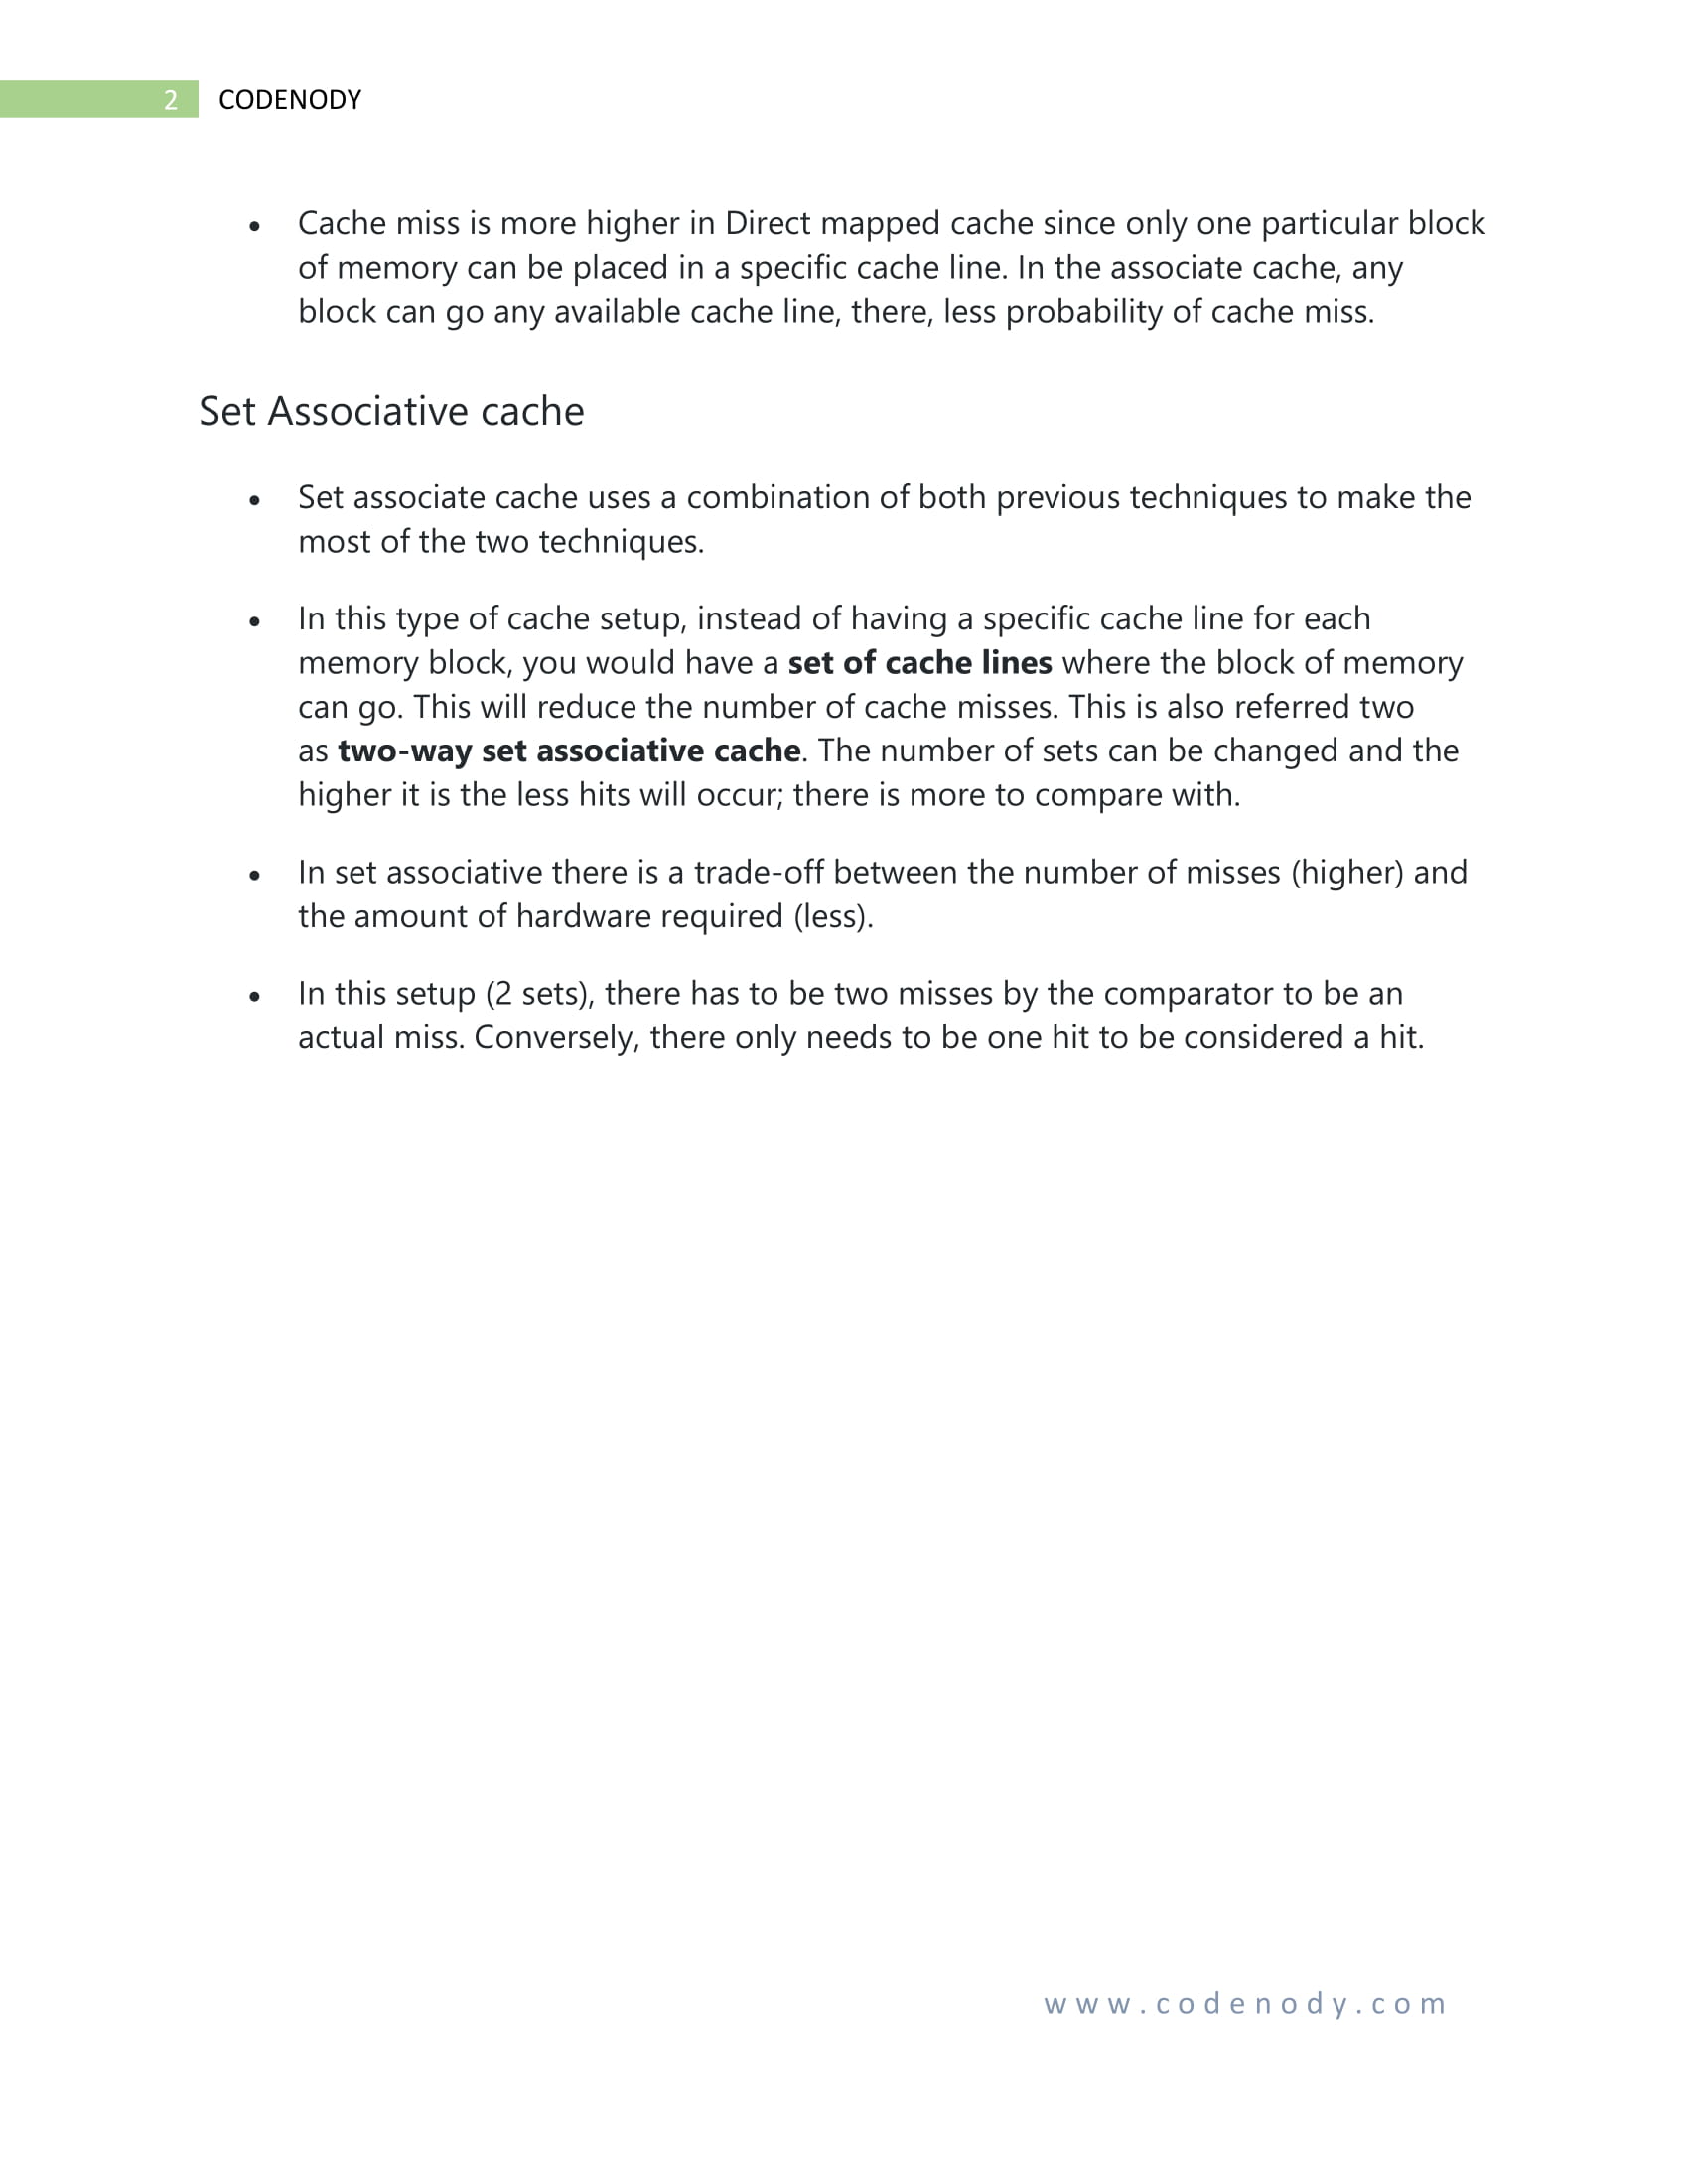 2 CODENODY
• Cache miss is more higher in Direct mapped cache since only one particular block
of memory can be placed in a specific cache line. In the associate cache, any
block can go any available cache line, there, less probability of cache miss.
Set Associative cache
• Set associate cache uses a combination of both previous techniques to make the
most of the two techniques.
• In this type of cache setup, instead of having a specific cache line for each
memory block, you would have a set of cache lines where the block of memory
can go. This will reduce the number of cache misses. This is also referred two
as two-way set associative cache. The number of sets can be changed and the
higher it is the less hits will occur; there is more to compare with.
• In set associative there is a trade-off between the number of misses (higher) and
the amount of hardware required (less).
• In this setup (2 sets), there has to be two misses by the comparator to be an
actual miss. Conversely, there only needs to be one hit to be considered a hit.
www.codenody.com